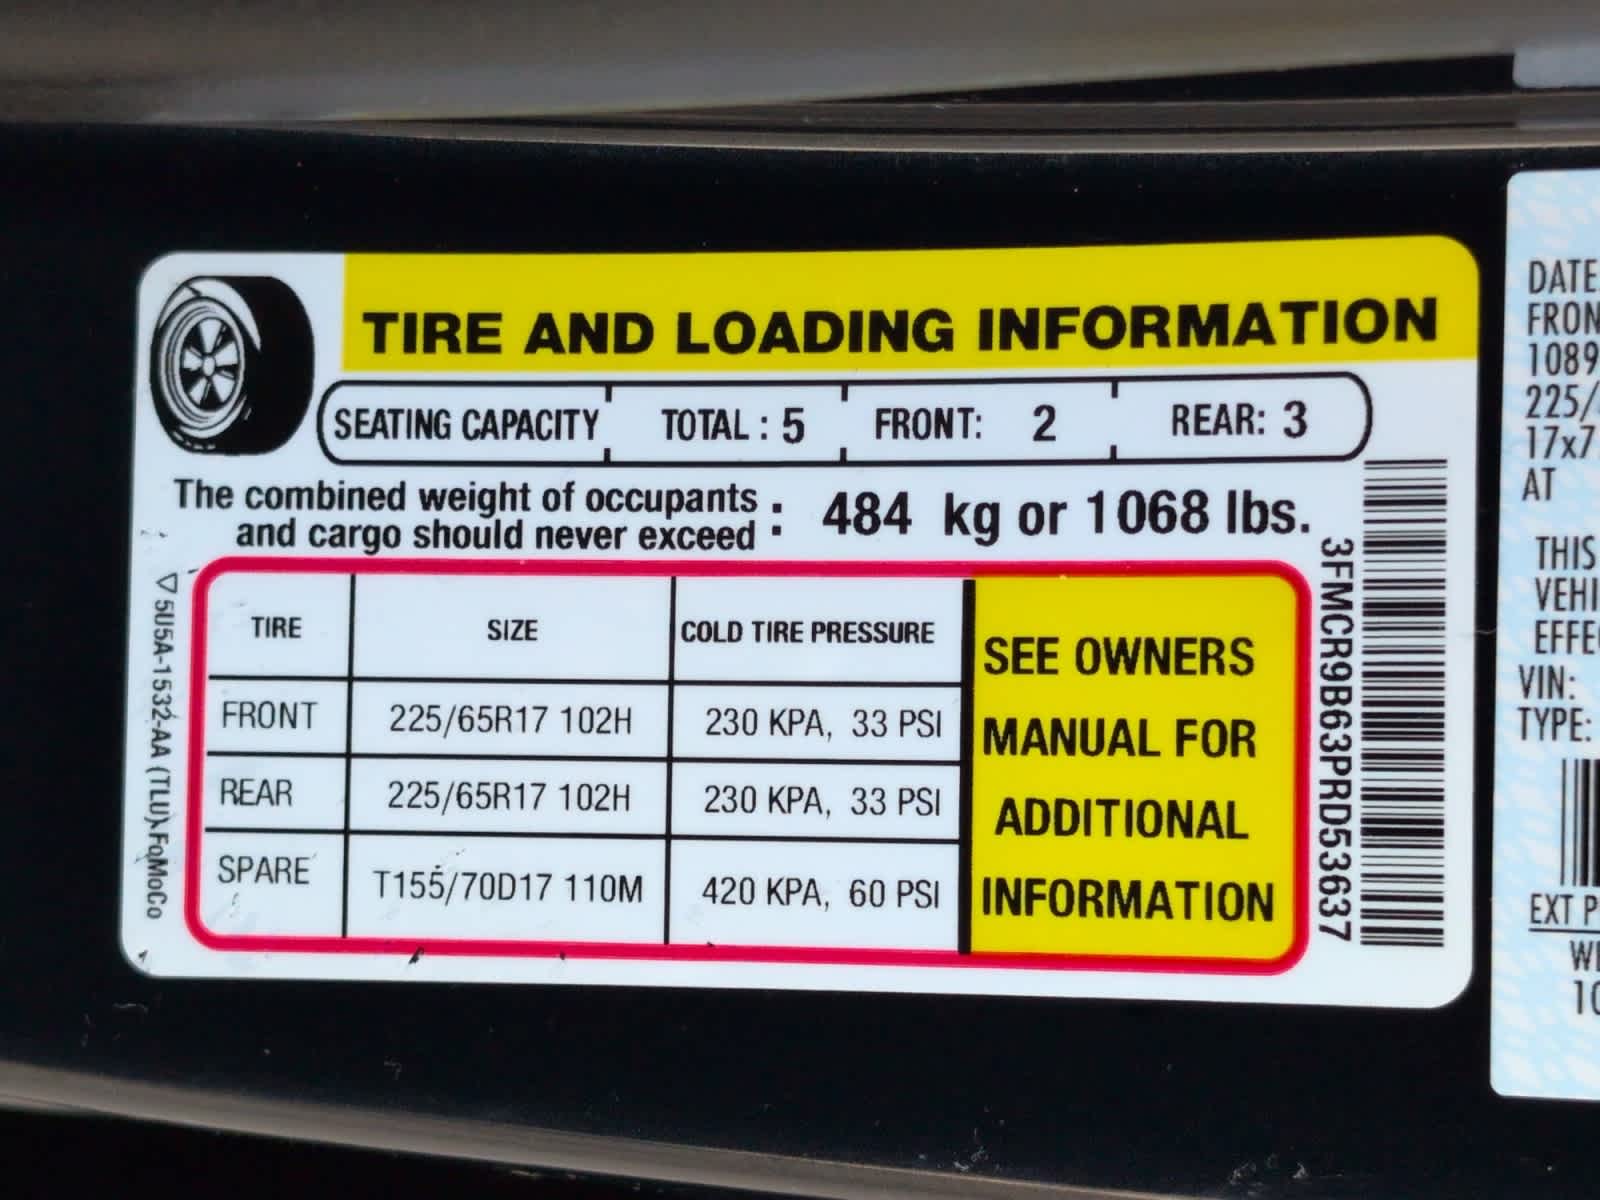 TIRE AND LOADING INFORMATION
SEATING CAPACITY TOTAL : 5 FRONT: 2 REAR: 3
The combined weight of occupants
and cargo should never exceed : 484 kg or 1068 lbs.
TIRE SIZE COLD TIRE PRESSURE
FRONT 225/65R17 102H 230 KPA, 33 PSI
REAR 225/65R17 102H 230 KPA, 33 PSI
SPARE T155/70D17 110M 420 KPA, 60 PSI
SEE OWNERS
MANUAL FOR
ADDITIONAL
INFORMATION
5U5A-1532-AA (TLU) FoMoCo
3FMCR9B63PRD53637
DATE
FRON
1089
225/
17x7
AT
THIS
VEHI
EFFE
VIN:
TYPE:
EXT P
10